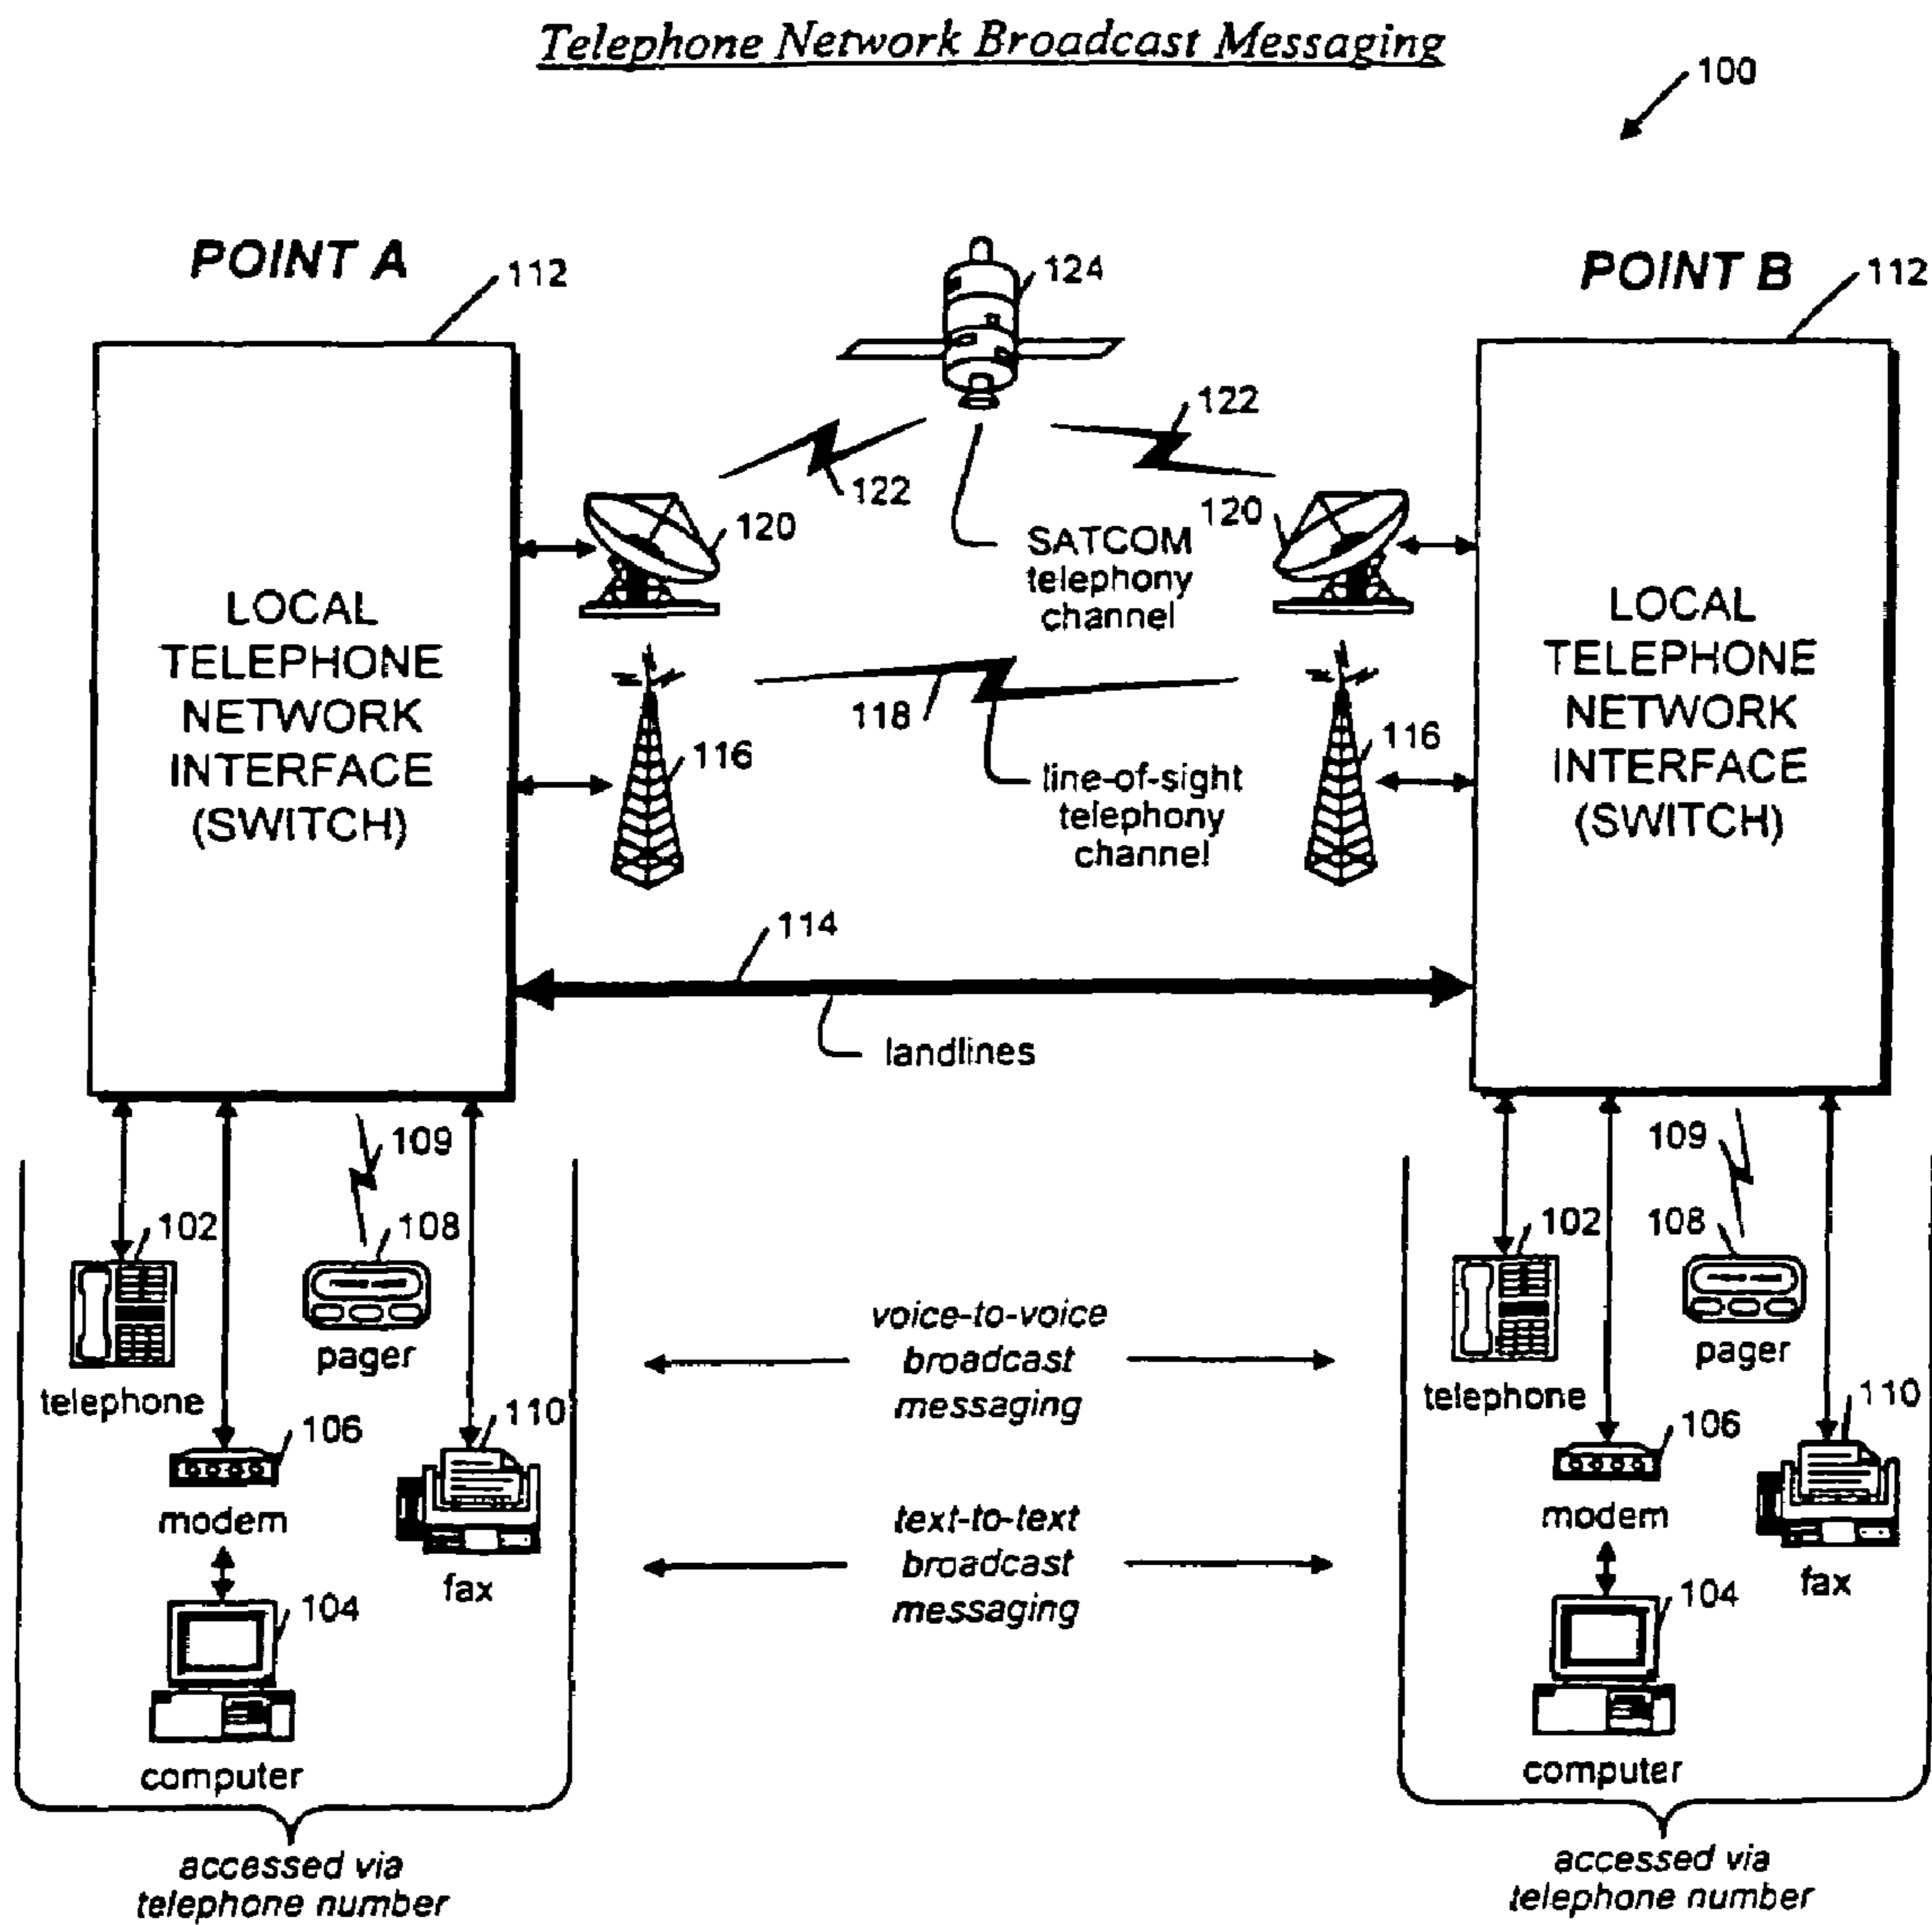 Telephone Network Broadcast Messaging
100
POINT A
112
124
POINT B
112
122
122
120
120
SATCOM
telephony
channel
LOCAL
TELEPHONE
NETWORK
INTERFACE
(SWITCH)
LOCAL
TELEPHONE
NETWORK
INTERFACE
(SWITCH)
118
116
116
line-of-sight
telephony
channel
114
landlines
109
102
108
telephone
pager
106
110
modem
fax
104
computer
accessed via
telephone number
voice-to-voice
broadcast
messaging
text-to-text
broadcast
messaging
109
102
108
telephone
pager
106
110
modem
fax
104
computer
accessed via
telephone number